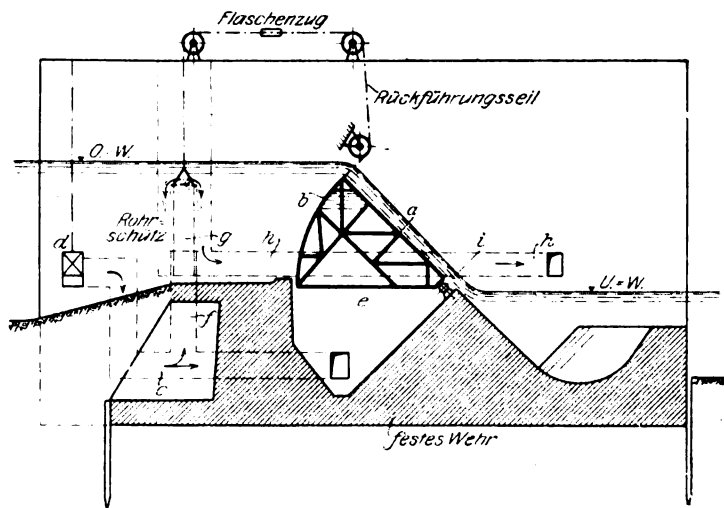 Flaschenzug
Rückführungsseil
O.-W.
b
a
Rohr-
schütz
d
g
h
i
h
U.-W.
e
f
c
festes Wehr